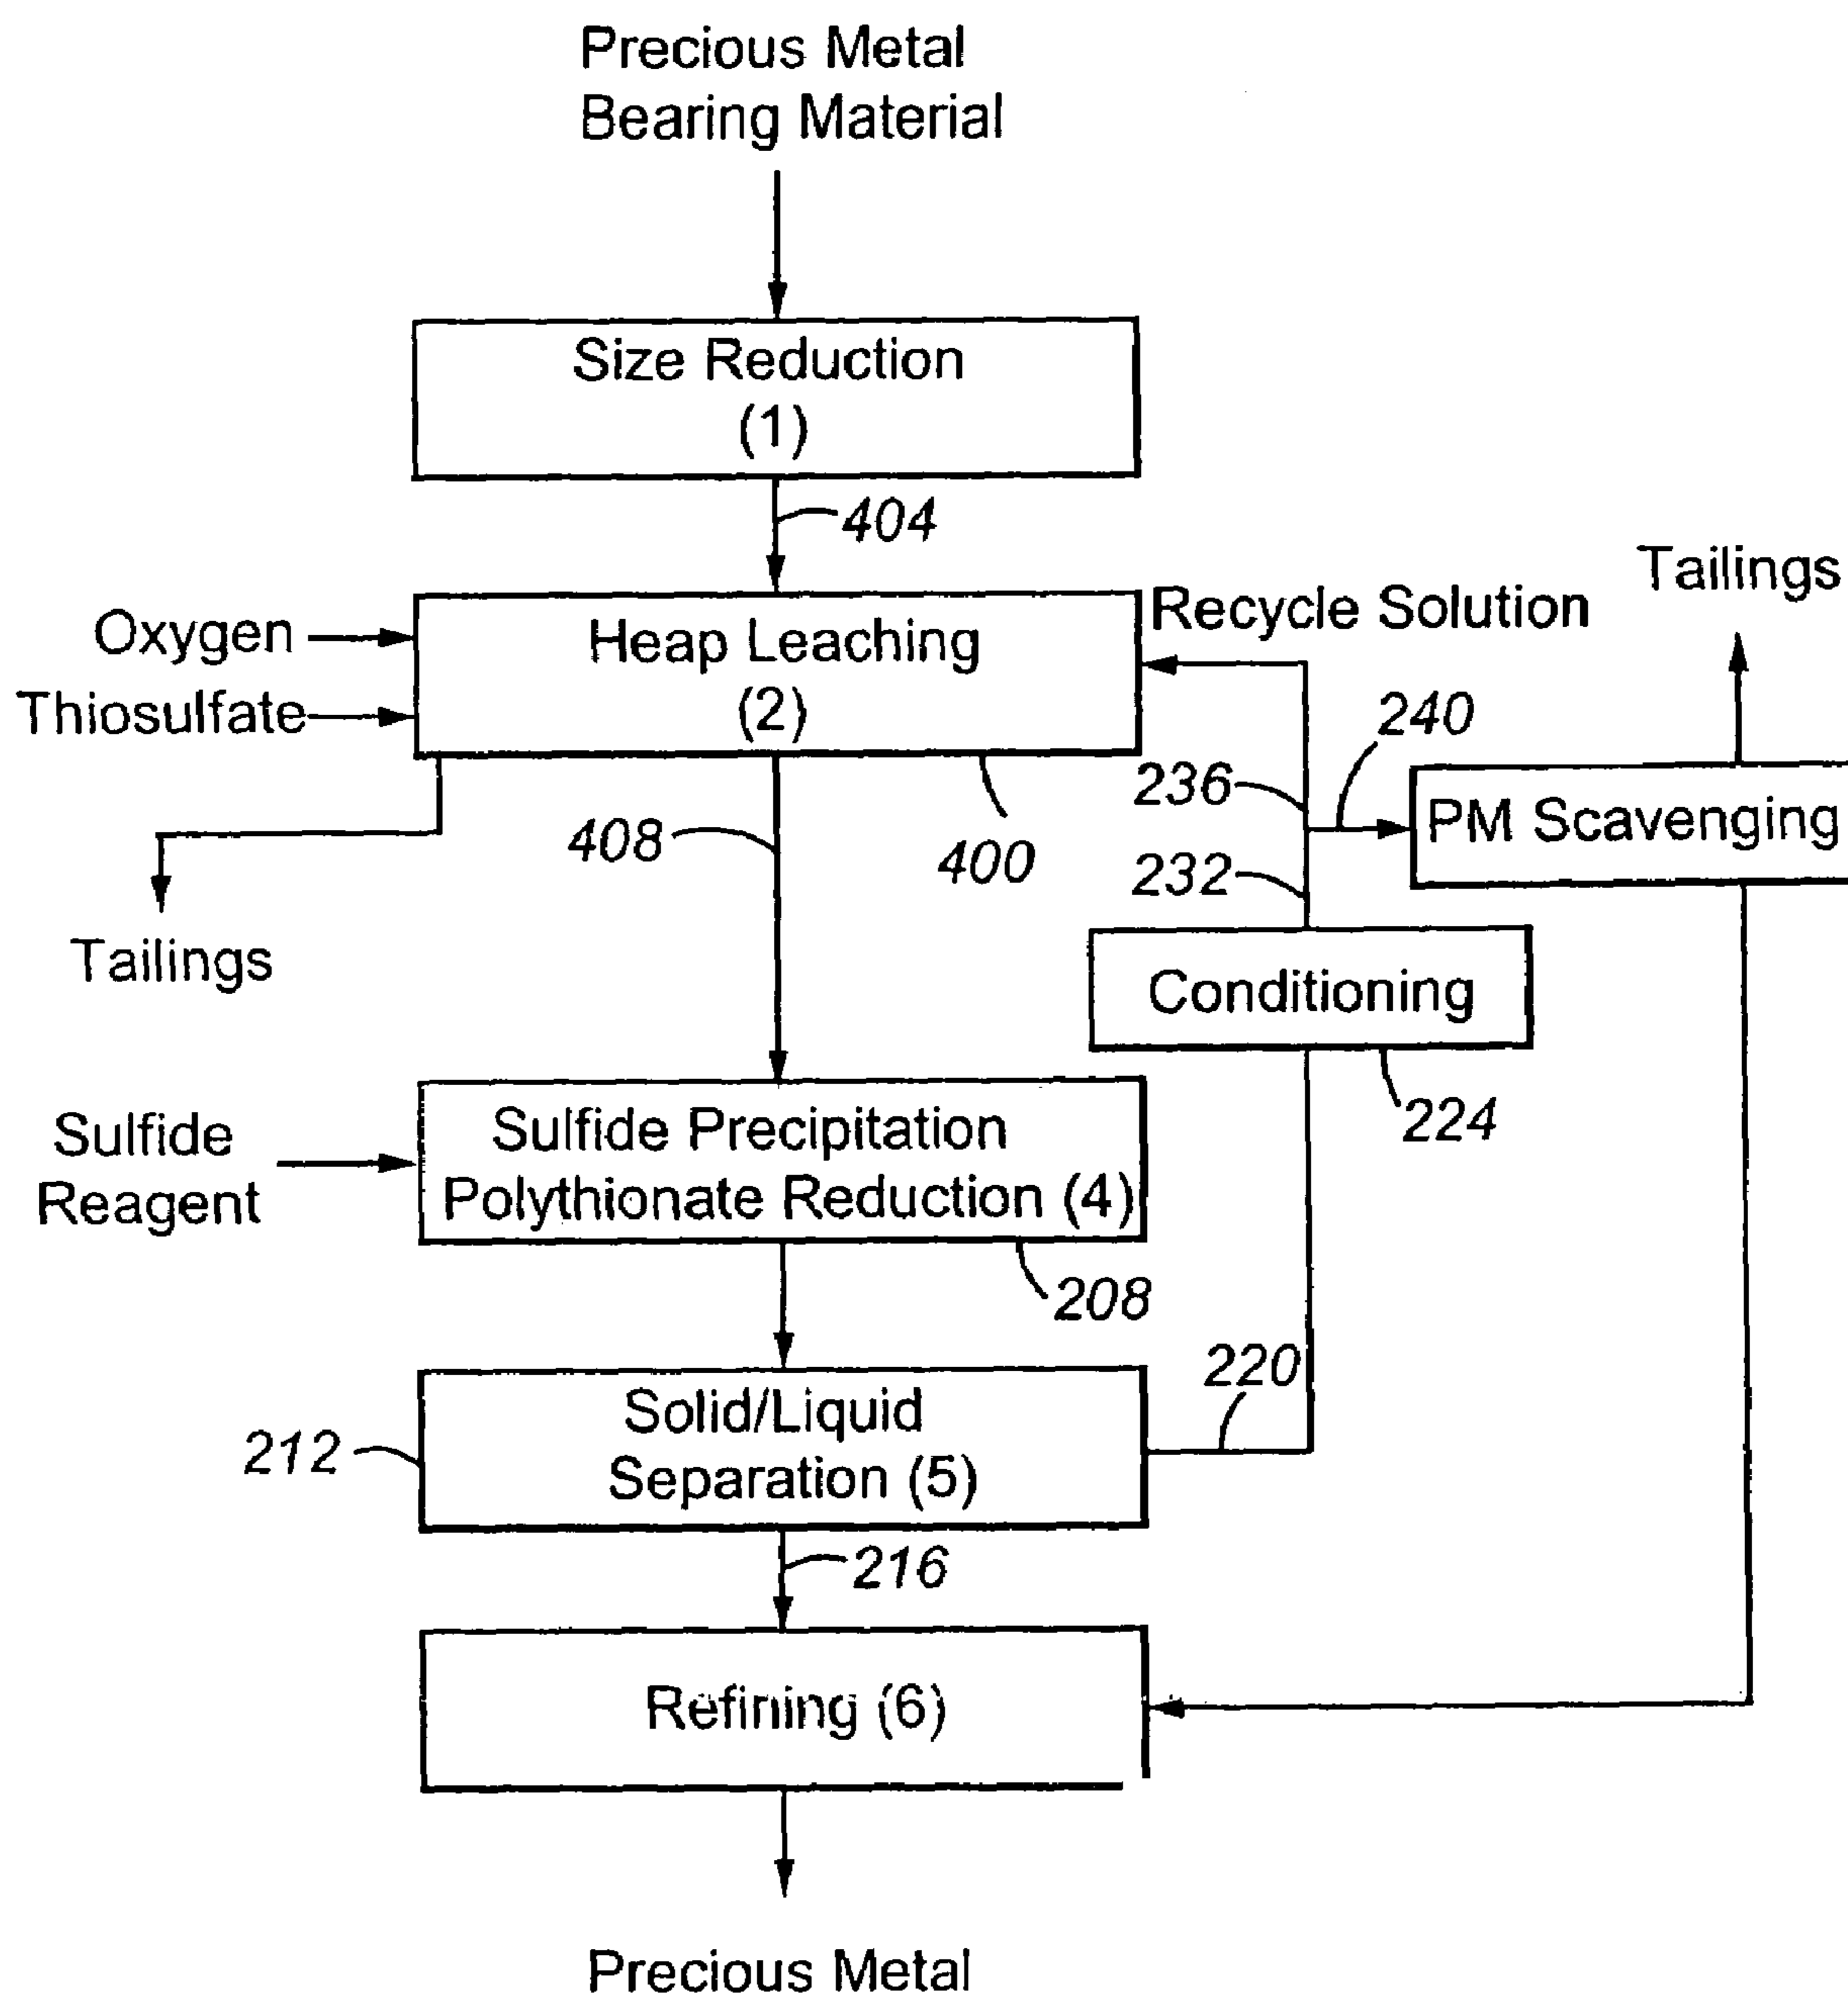 Precious Metal
Bearing Material
Size Reduction
(1)
404
Tailings
Oxygen
Heap Leaching
(2)
Recycle Solution
Thiosulfate
240
236
PM Scavenging
408
400
232
Tailings
Conditioning
224
Sulfide
Reagent
Sulfide Precipitation
Polythionate Reduction (4)
208
220
Solid/Liquid
Separation (5)
212
216
Refining (6)
Precious Metal